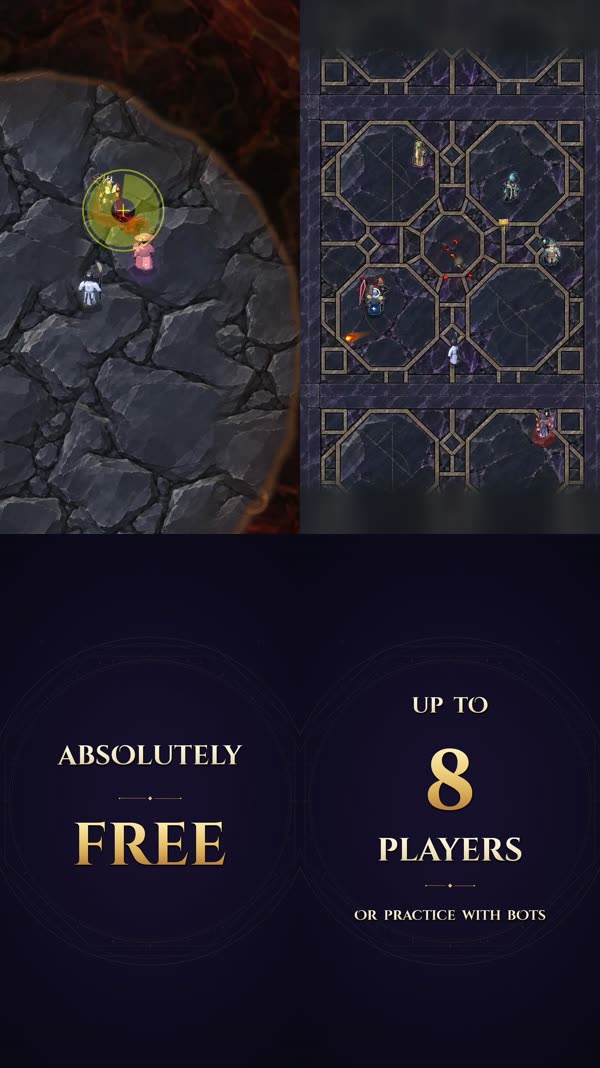 ABSOLUTELY
FREE
UP TO
8
PLAYERS
OR PRACTICE WITH BOTS